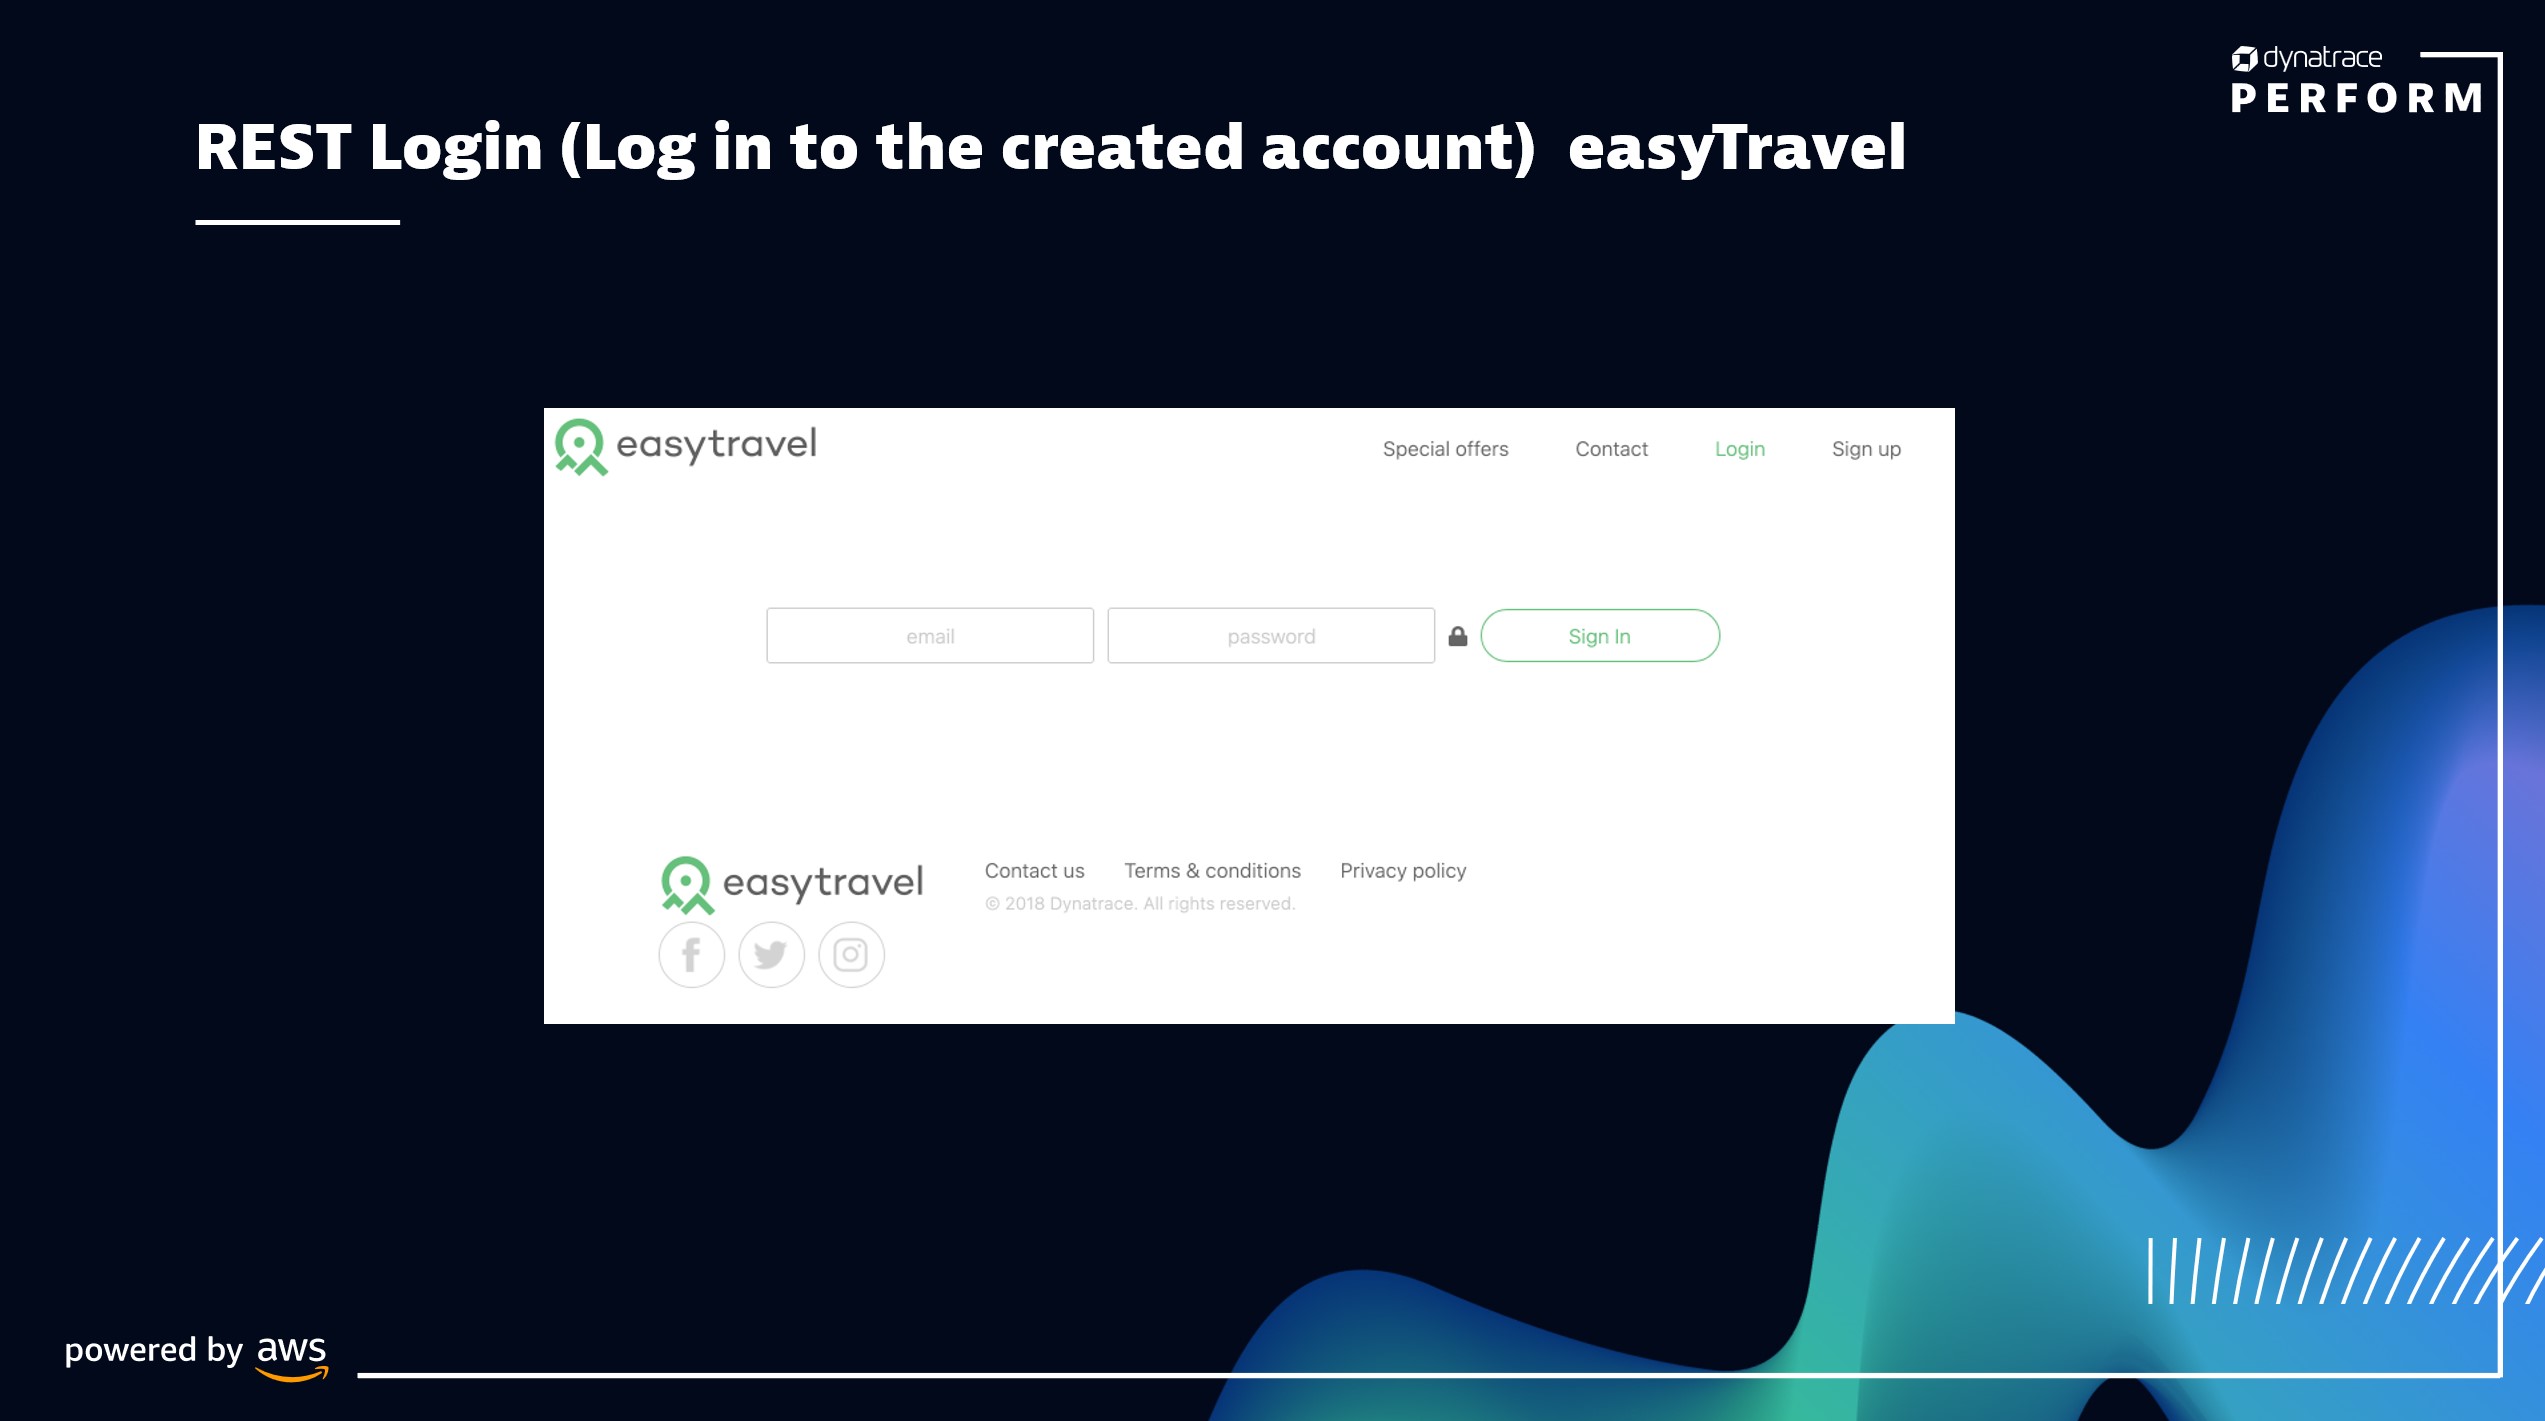 dynatrace
PERFORM
REST Login (Log in to the created account)  easyTravel
easytravel
Special offers
Contact
Login
Sign up
email
password
Sign In
easytravel
Contact us
Terms & conditions
Privacy policy
© 2018 Dynatrace. All rights reserved.
powered by aws